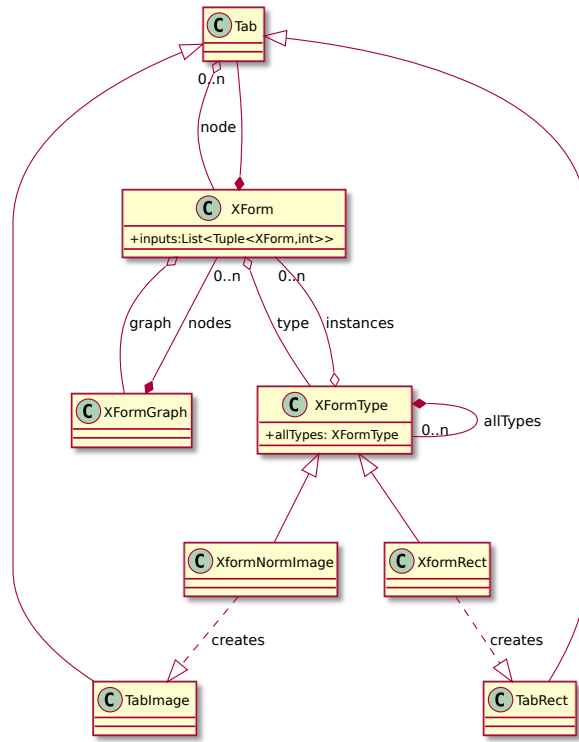 C Tab
0..n
node
C XForm
+inputs:List<Tuple<XForm,int>>
0..n 0..n
graph nodes type instances
C XFormGraph
C XFormType
+allTypes: XFormType
allTypes
0..n
C XformNormImage
C XformRect
creates creates
C TabImage
C TabRect